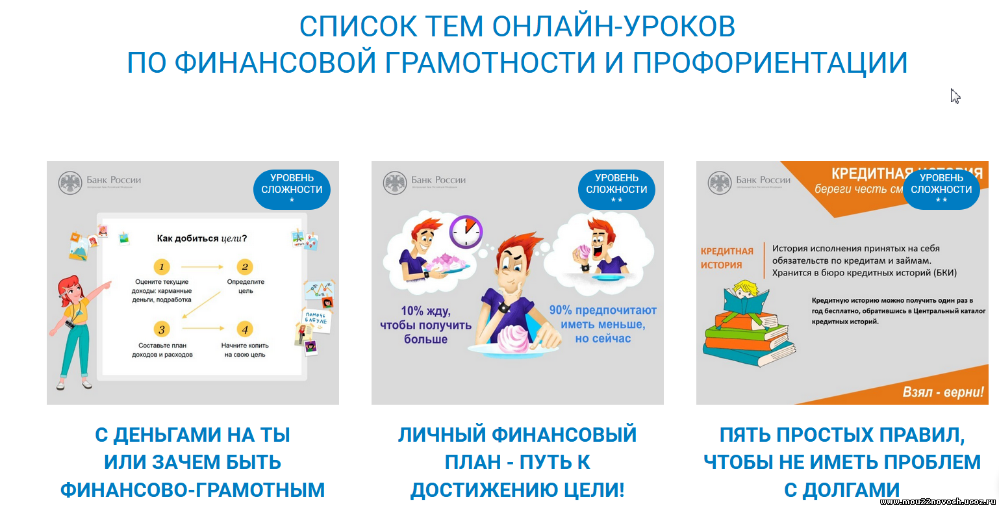 СПИСОК ТЕМ ОНЛАЙН-УРОКОВ
ПО ФИНАНСОВОЙ ГРАМОТНОСТИ И ПРОФОРИЕНТАЦИИ
Банк России
УРОВЕНЬ
СЛОЖНОСТИ
*
Как добиться цели?
1
2
Оцените текущие
доходы: карманные
деньги, подработка
Определите
цель
3
4
Составьте план
доходов и расходов
Начните копить
на свою цель
ПОМОЧЬ
БАБУЛЕ
С ДЕНЬГАМИ НА ТЫ
ИЛИ ЗАЧЕМ БЫТЬ
ФИНАНСОВО-ГРАМОТНЫМ
Банк России
УРОВЕНЬ
СЛОЖНОСТИ
* *
10% жду,
чтобы получить
больше
90% предпочитают
иметь меньше,
но сейчас
ЛИЧНЫЙ ФИНАНСОВЫЙ
ПЛАН - ПУТЬ К
ДОСТИЖЕНИЮ ЦЕЛИ!
Банк России
КРЕДИТНАЯ
береги честь
УРОВЕНЬ
СЛОЖНОСТИ
* *
КРЕДИТНАЯ
ИСТОРИЯ
История исполнения принятых на себя
обязательств по кредитам и займам.
Хранится в бюро кредитных историй (БКИ)
Кредитную историю можно получить один раз в
год бесплатно, обратившись в Центральный каталог
кредитных историй.
Взял - верни!
ПЯТЬ ПРОСТЫХ ПРАВИЛ,
ЧТОБЫ НЕ ИМЕТЬ ПРОБЛЕМ
С ДОЛГАМИ
www.mou22novoch.ucoz.ru